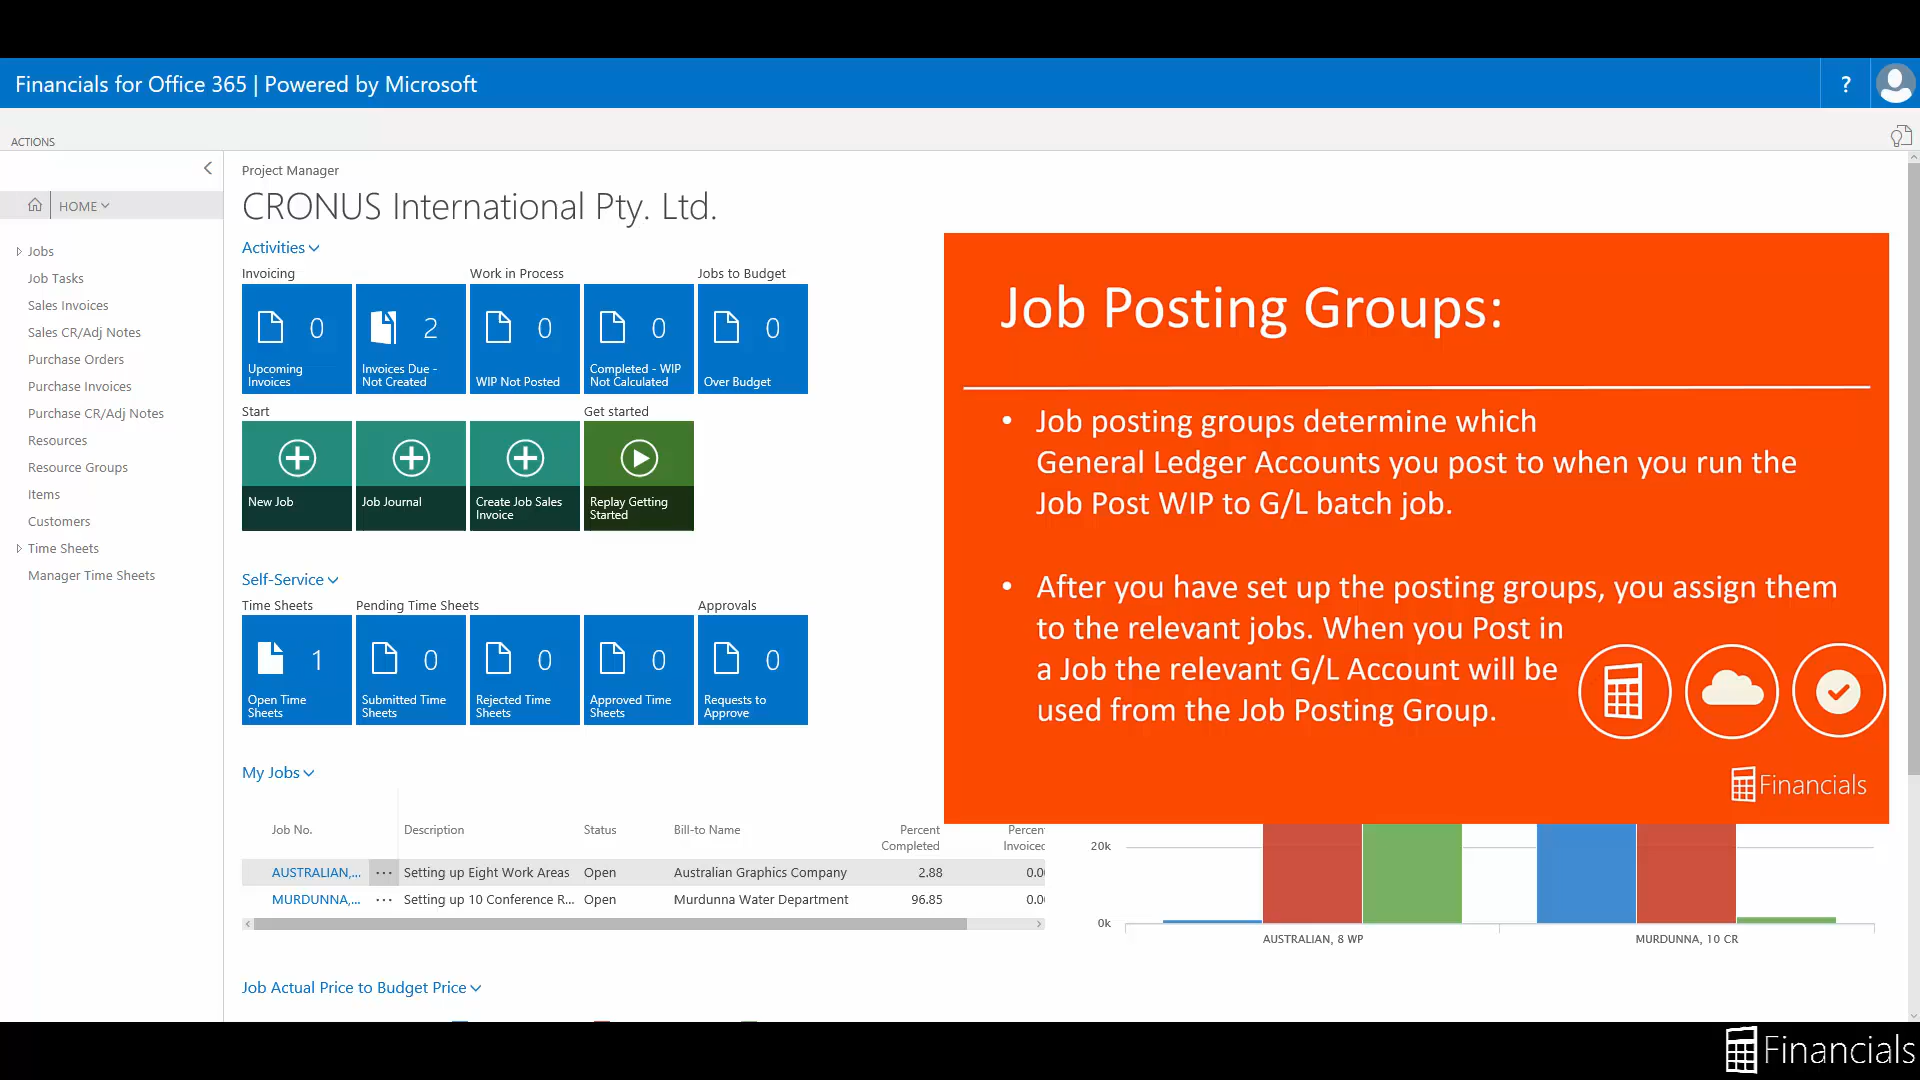 Financials for Office 365 | Powered by Microsoft
?
ACTIONS
HOME
Jobs
Job Tasks
Sales Invoices
Sales CR/Adj Notes
Purchase Orders
Purchase Invoices
Purchase CR/Adj Notes
Resources
Resource Groups
Items
Customers
Time Sheets
Manager Time Sheets
Project Manager
CRONUS International Pty. Ltd.
Activities
Invoicing
Work in Process
Jobs to Budget
0
Upcoming
Invoices
2
Invoices Due -
Not Created
0
WIP Not Posted
0
Completed - WIP
Not Calculated
0
Over Budget
Start
Get started
New Job
Job Journal
Create Job Sales
Invoice
Replay Getting
Started
Self-Service
Time Sheets
Pending Time Sheets
Approvals
1
Open Time
Sheets
0
Submitted Time
Sheets
0
Rejected Time
Sheets
0
Approved Time
Sheets
0
Requests to
Approve
My Jobs
Job No. Description Status Bill-to Name Percent Completed Percent Invoiced
AUSTRALIAN,... ... Setting up Eight Work Areas Open Australian Graphics Company 2.88 0.00
MURDUNNA,... ... Setting up 10 Conference R... Open Murdunna Water Department 96.85 0.00
Job Actual Price to Budget Price
Job Posting Groups:
• Job posting groups determine which
General Ledger Accounts you post to when you run the
Job Post WIP to G/L batch job.
• After you have set up the posting groups, you assign them
to the relevant jobs. When you Post in
a Job the relevant G/L Account will be
used from the Job Posting Group.
Financials
20k
0k
AUSTRALIAN, 8 WP
MURDUNNA, 10 CR
Financials